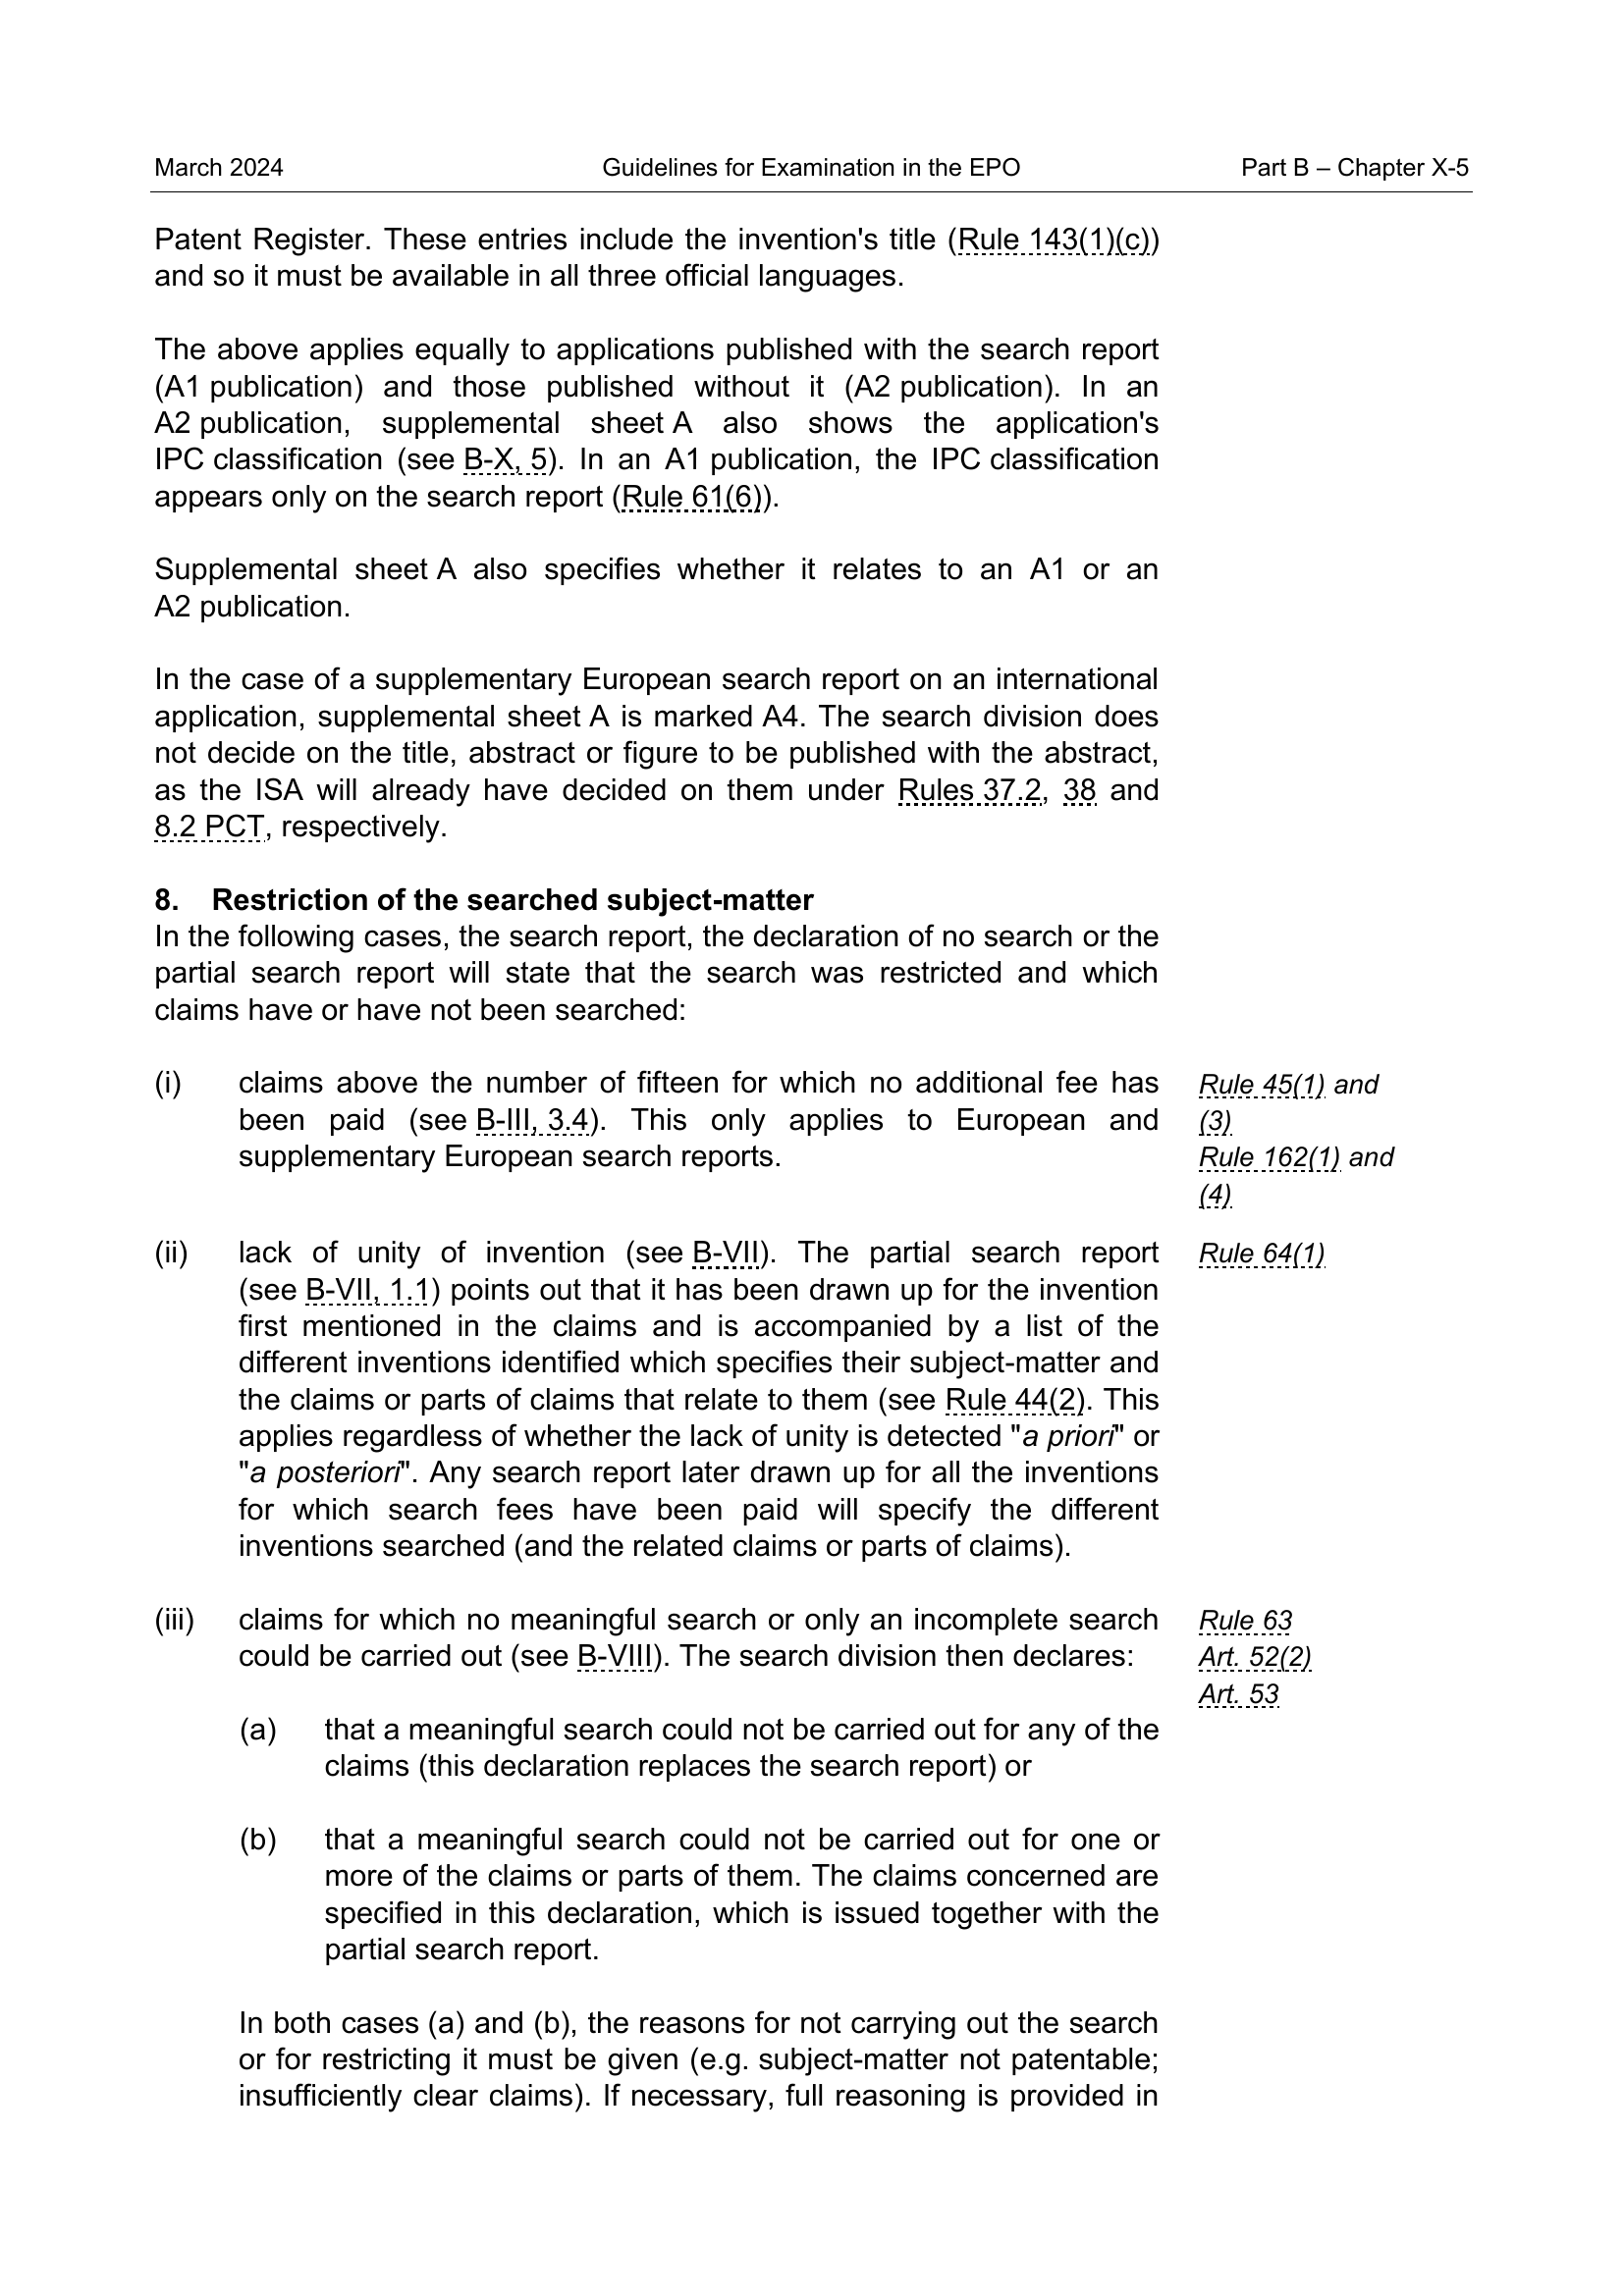 March 2024 Guidelines for Examination in the EPO Part B – Chapter X-5
Patent Register. These entries include the invention's title (Rule 143(1)(c))
and so it must be available in all three official languages.
The above applies equally to applications published with the search report
(A1 publication) and those published without it (A2 publication). In an
A2 publication, supplemental sheet A also shows the application's
IPC classification (see B-X, 5). In an A1 publication, the IPC classification
appears only on the search report (Rule 61(6)).
Supplemental sheet A also specifies whether it relates to an A1 or an
A2 publication.
In the case of a supplementary European search report on an international
application, supplemental sheet A is marked A4. The search division does
not decide on the title, abstract or figure to be published with the abstract,
as the ISA will already have decided on them under Rules 37.2, 38 and
8.2 PCT, respectively.
8. Restriction of the searched subject-matter
In the following cases, the search report, the declaration of no search or the
partial search report will state that the search was restricted and which
claims have or have not been searched:
(i) claims above the number of fifteen for which no additional fee has
been paid (see B-III, 3.4). This only applies to European and
supplementary European search reports.
Rule 45(1) and
(3)
Rule 162(1) and
(4)
(ii) lack of unity of invention (see B-VII). The partial search report
(see B-VII, 1.1) points out that it has been drawn up for the invention
first mentioned in the claims and is accompanied by a list of the
different inventions identified which specifies their subject-matter and
the claims or parts of claims that relate to them (see Rule 44(2). This
applies regardless of whether the lack of unity is detected "a priori" or
"a posteriori". Any search report later drawn up for all the inventions
for which search fees have been paid will specify the different
inventions searched (and the related claims or parts of claims).
Rule 64(1)
(iii) claims for which no meaningful search or only an incomplete search
could be carried out (see B-VIII). The search division then declares:
Rule 63
Art. 52(2)
Art. 53
(a) that a meaningful search could not be carried out for any of the
claims (this declaration replaces the search report) or
(b) that a meaningful search could not be carried out for one or
more of the claims or parts of them. The claims concerned are
specified in this declaration, which is issued together with the
partial search report.
In both cases (a) and (b), the reasons for not carrying out the search
or for restricting it must be given (e.g. subject-matter not patentable;
insufficiently clear claims). If necessary, full reasoning is provided in